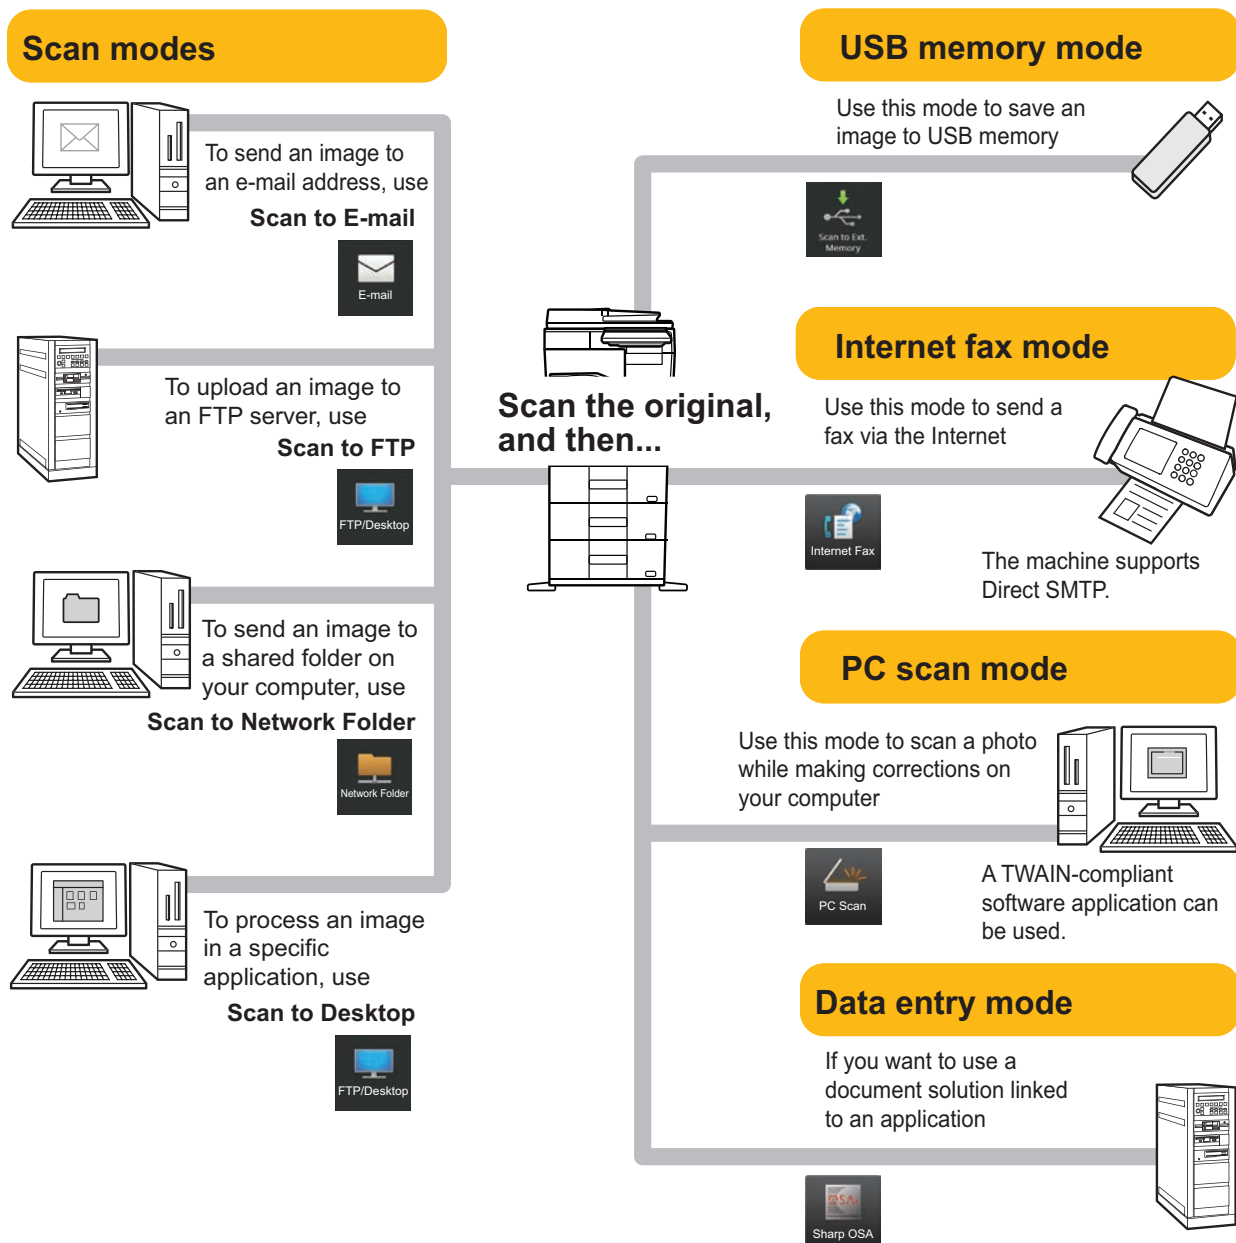 Scan modes
To send an image to
an e-mail address, use
Scan to E-mail
E-mail
To upload an image to
an FTP server, use
Scan to FTP
FTP/Desktop
To send an image to
a shared folder on
your computer, use
Scan to Network Folder
Network Folder
To process an image
in a specific
application, use
Scan to Desktop
FTP/Desktop
Scan the original,
and then...
USB memory mode
Use this mode to save an
image to USB memory
Scan to Ext.
Memory
Internet fax mode
Use this mode to send a
fax via the Internet
Internet Fax
The machine supports
Direct SMTP.
PC scan mode
Use this mode to scan a photo
while making corrections on
your computer
PC Scan
A TWAIN-compliant
software application can
be used.
Data entry mode
If you want to use a
document solution linked
to an application
OSA
Sharp OSA